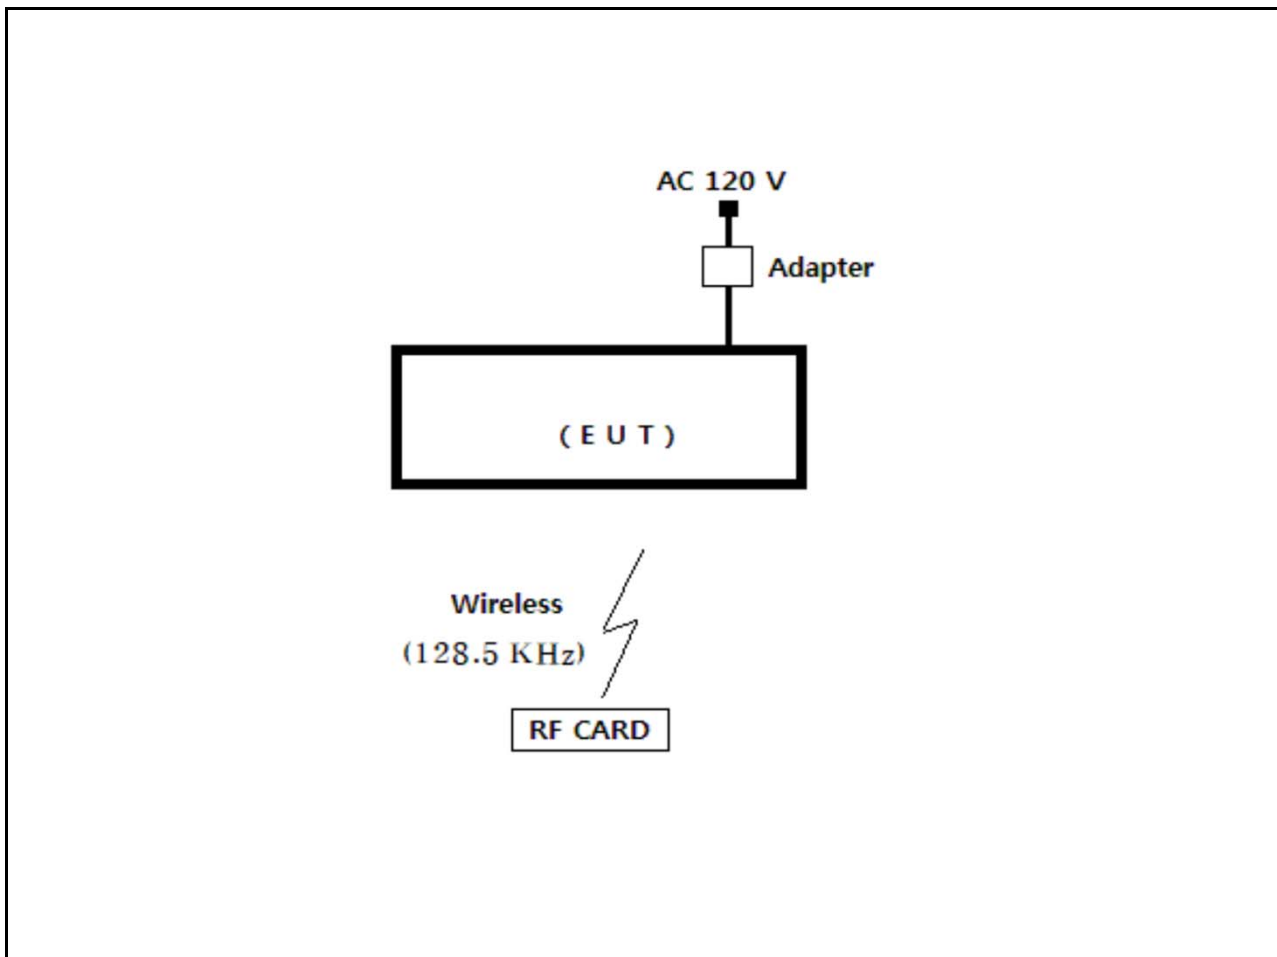 AC 120 V
Adapter
( E U T )
Wireless
(128.5 KHz)
RF CARD